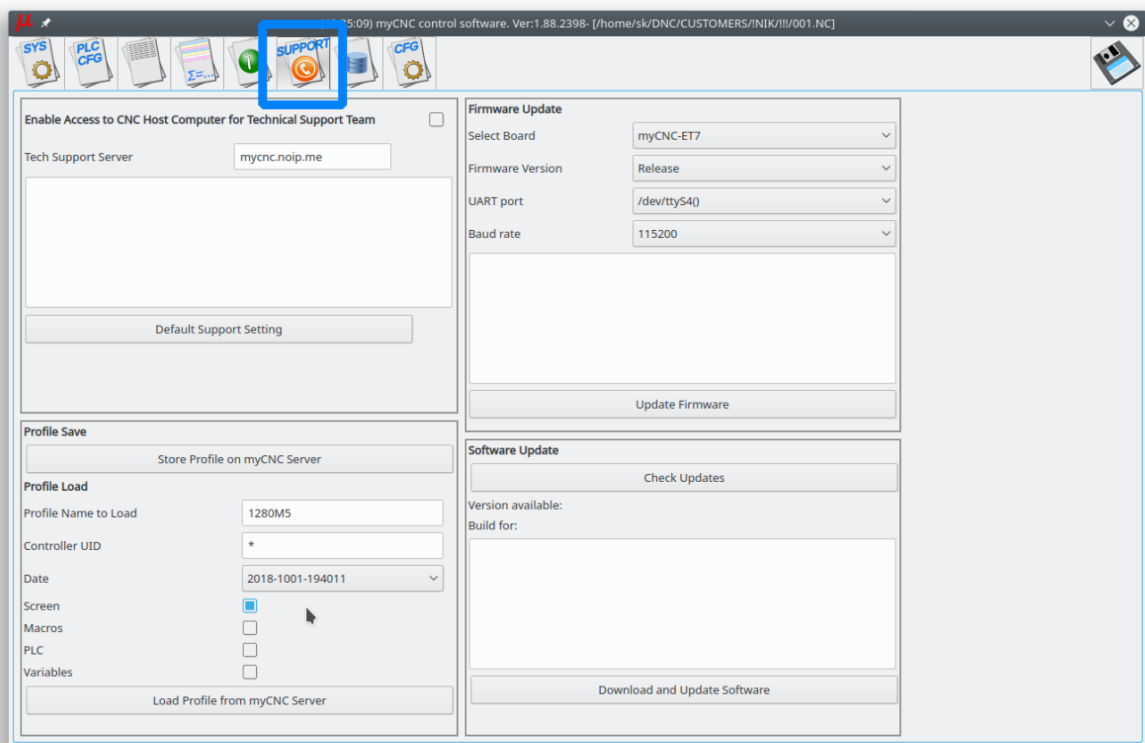 5:09) myCNC control software. Ver:1.88.2398- [/home/sk/DNC/CUSTOMERS/!NIK/!!!/001.NC]
SYS
PLC CFG
Σ=...
i
SUPPORT
CFG
Enable Access to CNC Host Computer for Technical Support Team
Tech Support Server
mycnc.noip.me
Default Support Setting
Profile Save
Store Profile on myCNC Server
Profile Load
Profile Name to Load
1280M5
Controller UID
*
Date
2018-1001-194011
Screen
Macros
PLC
Variables
Load Profile from myCNC Server
Firmware Update
Select Board
myCNC-ET7
Firmware Version
Release
UART port
/dev/ttyS4()
Baud rate
115200
Update Firmware
Software Update
Check Updates
Version available:
Build for:
Download and Update Software